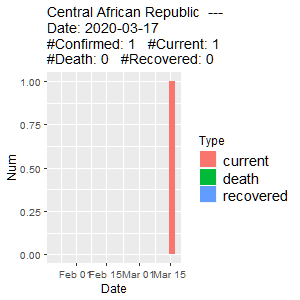 Central African Republic  ---
Date: 2020-03-17
#Confirmed: 1   #Current: 1
#Death: 0   #Recovered: 0
1.00
0.75
0.50
0.25
0.00
Num
Feb 01 Feb 15 Mar 01 Mar 15
Date
Type
current
death
recovered